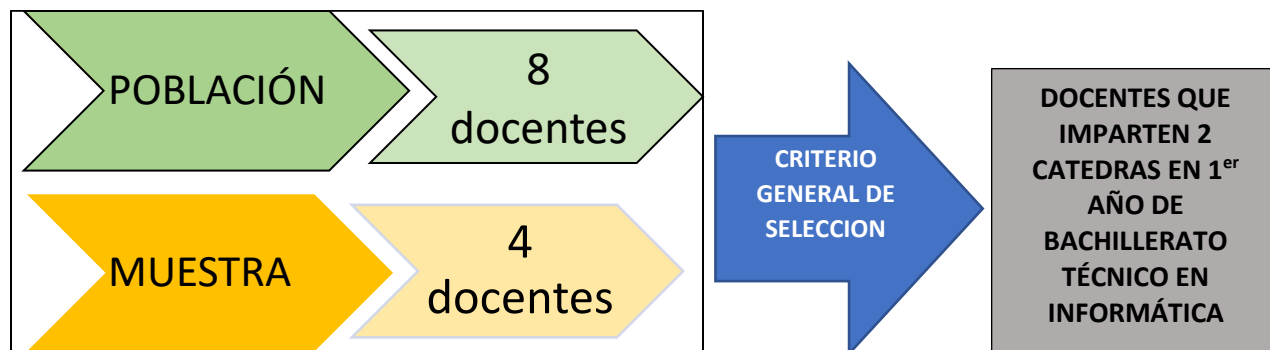 POBLACIÓN
8
docentes
MUESTRA
4
docentes
CRITERIO
GENERAL DE
SELECCION
DOCENTES QUE
IMPARTEN 2
CATEDRAS EN 1er
AÑO DE
BACHILLERATO
TÉCNICO EN
INFORMÁTICA